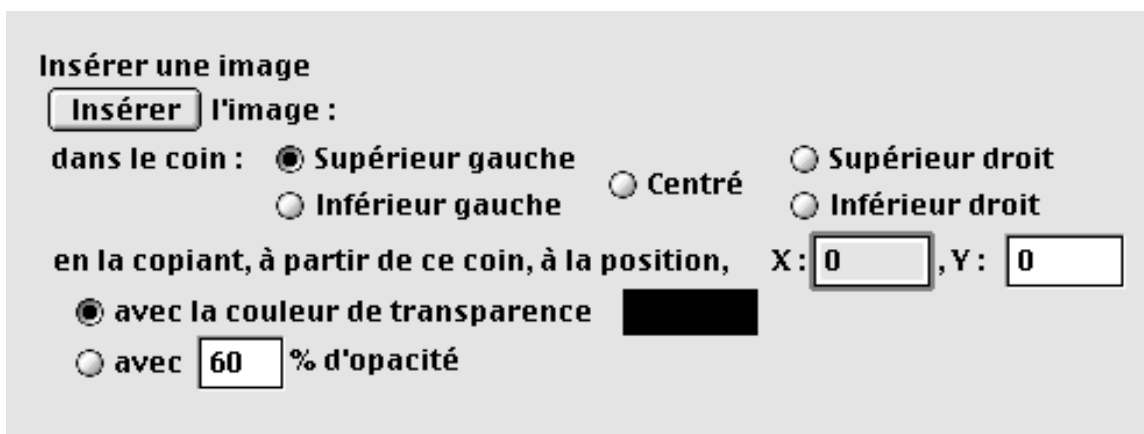 Insérer une image
Insérer l'image :
dans le coin : Supérieur gauche Centré Supérieur droit
Inférieur gauche Inférieur droit
en la copiant, à partir de ce coin, à la position, X : 0 , Y : 0
avec la couleur de transparence
avec 60 % d'opacité